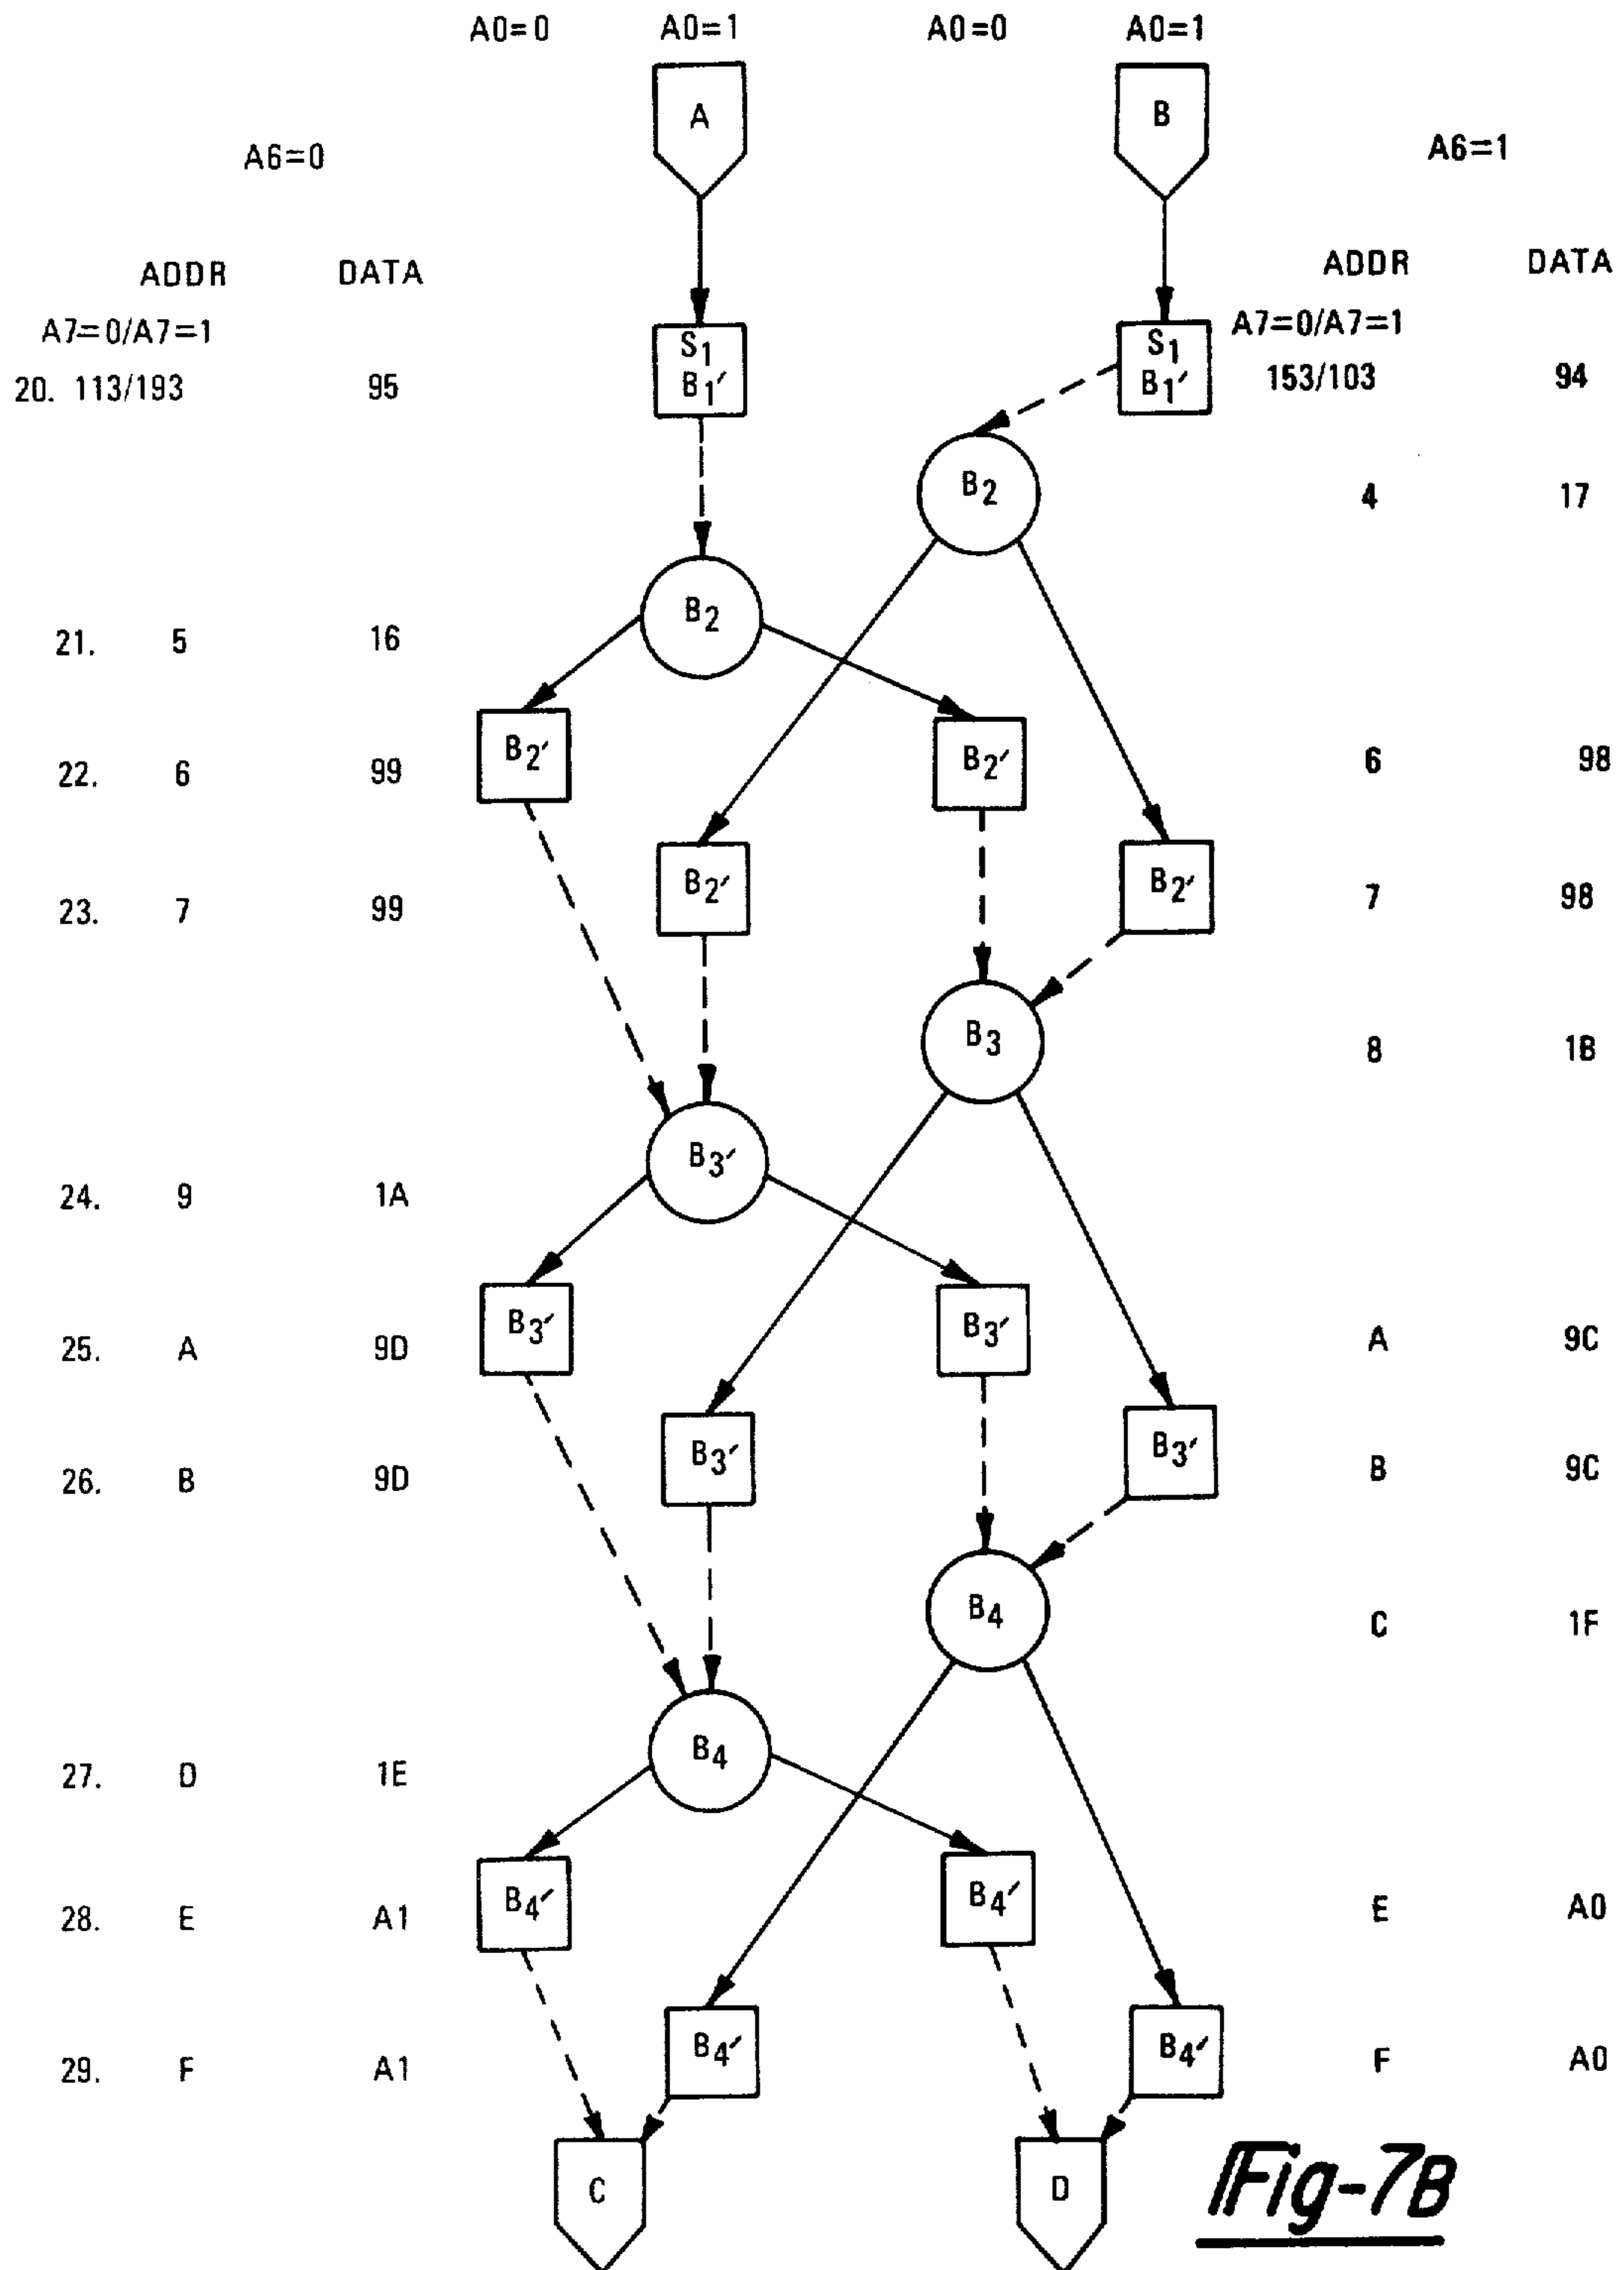 A0=0 A0=1 A0=0 A0=1
A B
A6=0 A6=1
ADDR DATA ADDR DATA
A7=0/A7=1 A7=0/A7=1
S1 S1
20. 113/193 95 B1′ B1′ 153/103 94
B2 4 17
21. 5 16 B2
22. 6 99 B2′ B2′ 6 98
23. 7 99 B2′ B2′ 7 98
B3 8 1B
24. 9 1A B3′
25. A 9D B3′ B3′ A 9C
26. B 9D B3′ B3′ B 9C
B4 C 1F
27. D 1E B4
28. E A1 B4′ B4′ E A0
29. F A1 B4′ B4′ F A0
C D
Fig-7B